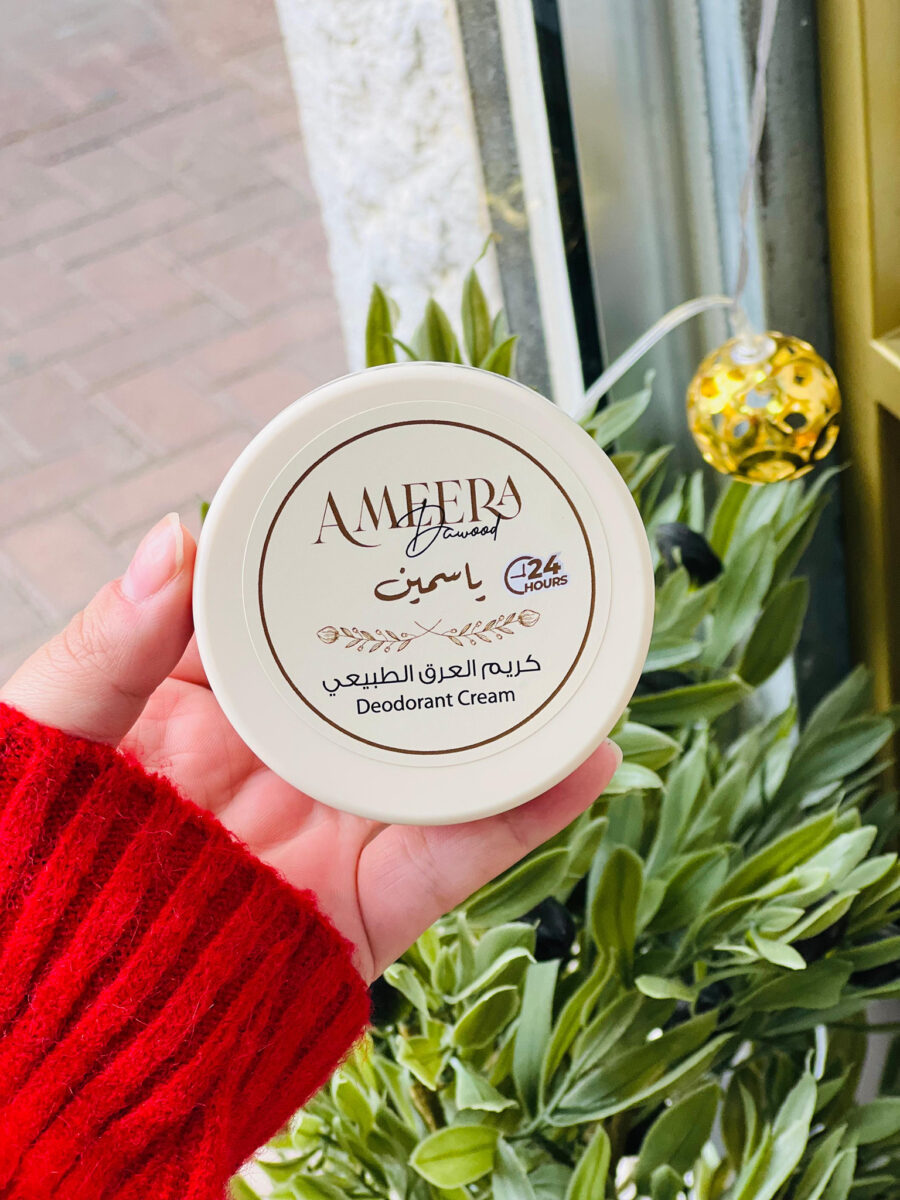 AMEERA
Dawood
ياسمين
24
HOURS
كريم العرق الطبيعي
Deodorant Cream